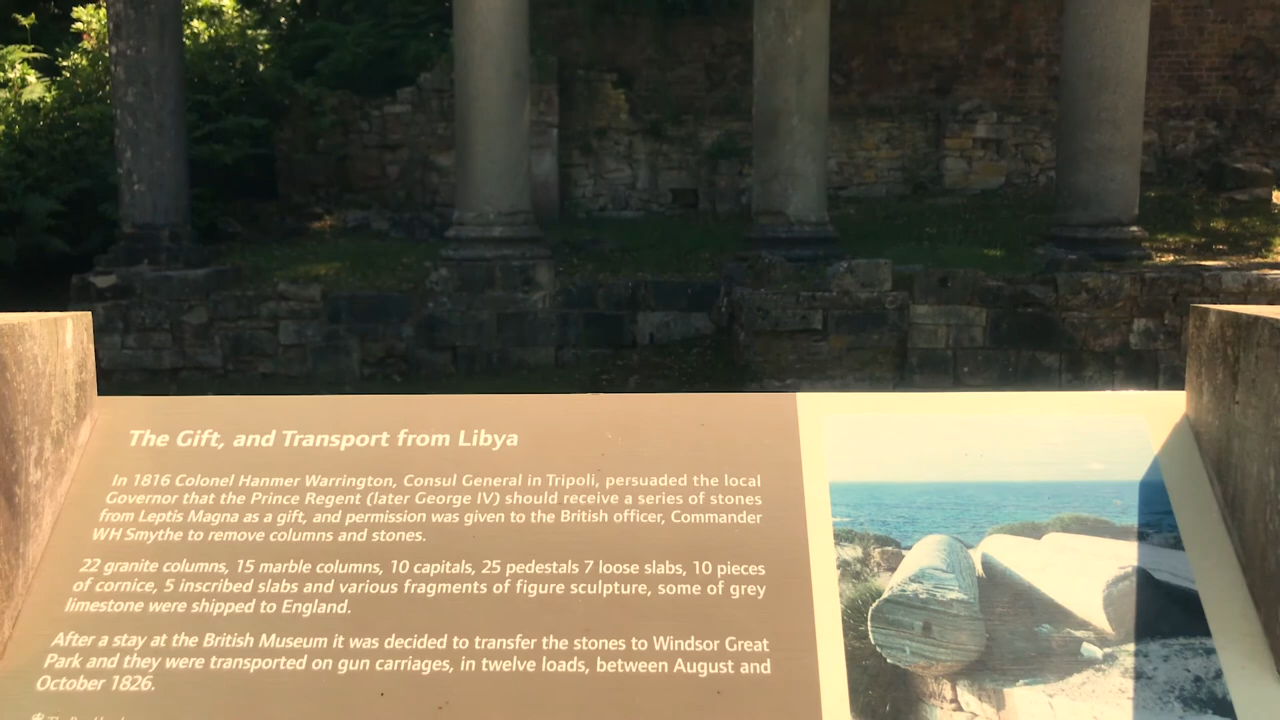 The Gift, and Transport from Libya
In 1816 Colonel Hanmer Warrington, Consul General in Tripoli, persuaded the local
Governor that the Prince Regent (later George IV) should receive a series of stones
from Leptis Magna as a gift, and permission was given to the British officer, Commander
WH Smythe to remove columns and stones.
22 granite columns, 15 marble columns, 10 capitals, 25 pedestals 7 loose slabs, 10 pieces
of cornice, 5 inscribed slabs and various fragments of figure sculpture, some of grey
limestone were shipped to England.
After a stay at the British Museum it was decided to transfer the stones to Windsor Great
Park and they were transported on gun carriages, in twelve loads, between August and
October 1826.